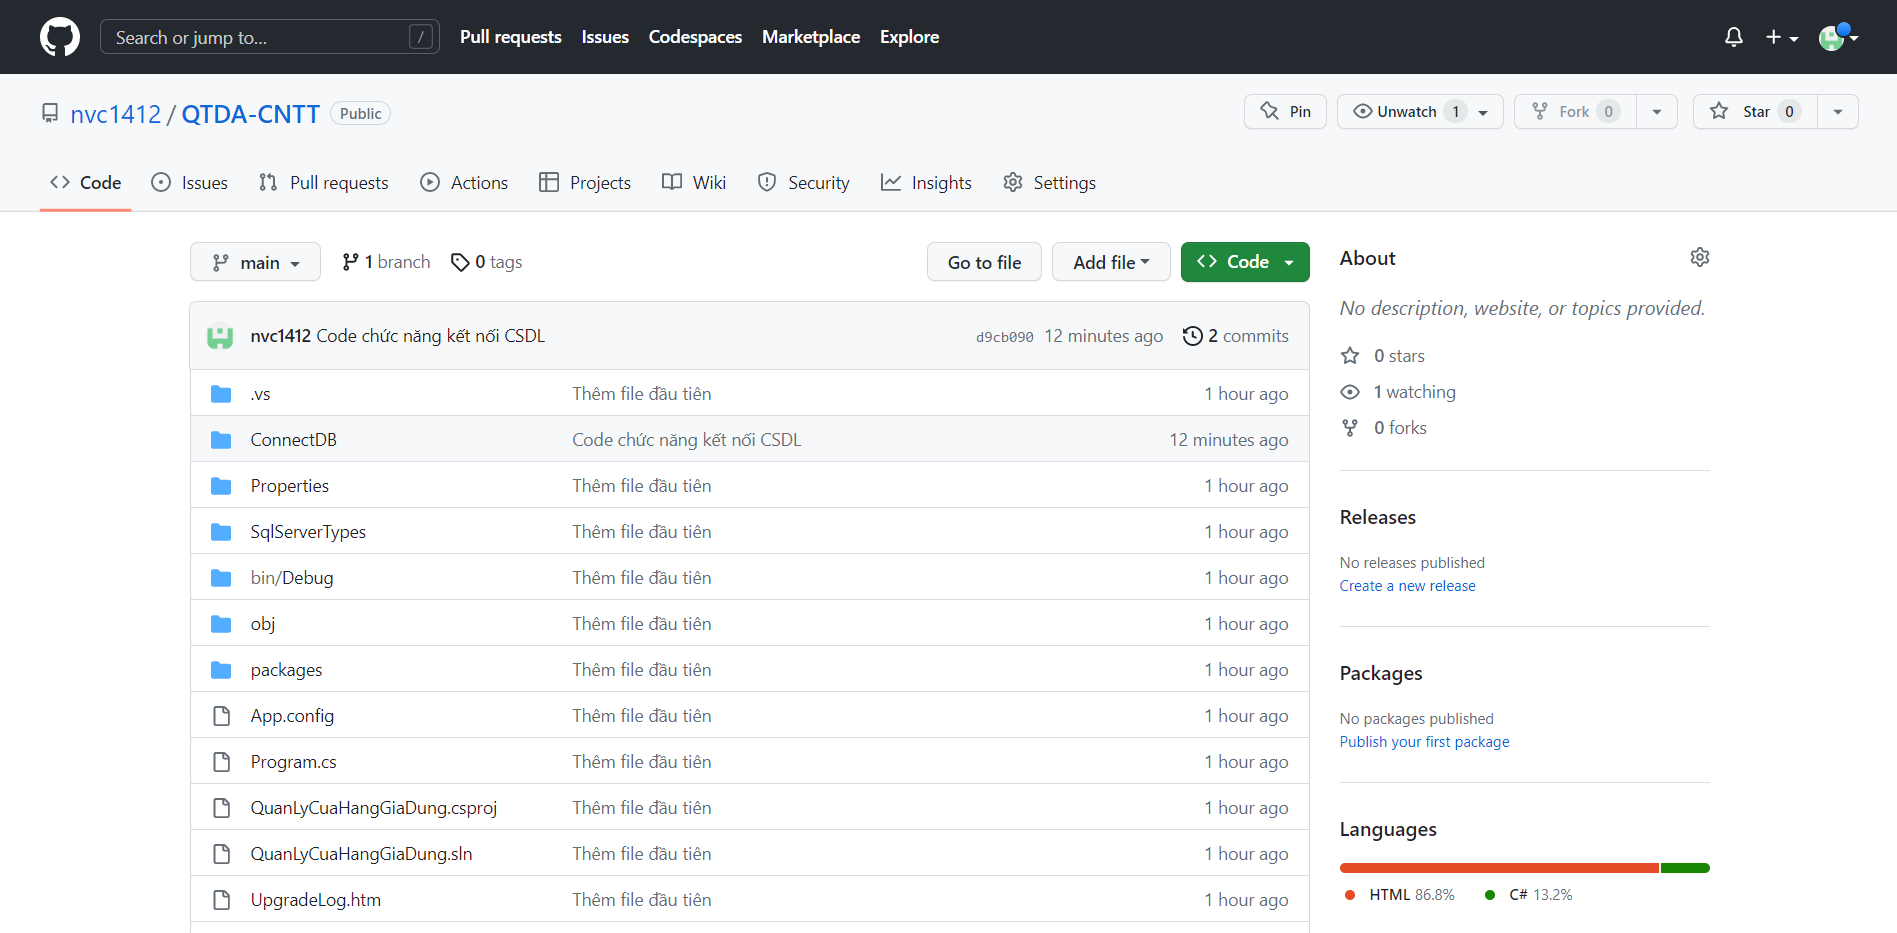 Search or jump to... / Pull requests Issues Codespaces Marketplace Explore
nvc1412 / QTDA-CNTT Public Pin Unwatch 1 Fork 0 Star 0
Code Issues Pull requests Actions Projects Wiki Security Insights Settings
main 1 branch 0 tags Go to file Add file Code
nvc1412 Code chức năng kết nối CSDL d9cb090 12 minutes ago 2 commits
.vs Thêm file đầu tiên 1 hour ago
ConnectDB Code chức năng kết nối CSDL 12 minutes ago
Properties Thêm file đầu tiên 1 hour ago
SqlServerTypes Thêm file đầu tiên 1 hour ago
bin/Debug Thêm file đầu tiên 1 hour ago
obj Thêm file đầu tiên 1 hour ago
packages Thêm file đầu tiên 1 hour ago
App.config Thêm file đầu tiên 1 hour ago
Program.cs Thêm file đầu tiên 1 hour ago
QuanLyCuaHangGiaDung.csproj Thêm file đầu tiên 1 hour ago
QuanLyCuaHangGiaDung.sln Thêm file đầu tiên 1 hour ago
UpgradeLog.htm Thêm file đầu tiên 1 hour ago
About
No description, website, or topics provided.
0 stars
1 watching
0 forks
Releases
No releases published
Create a new release
Packages
No packages published
Publish your first package
Languages
HTML 86.8% C# 13.2%